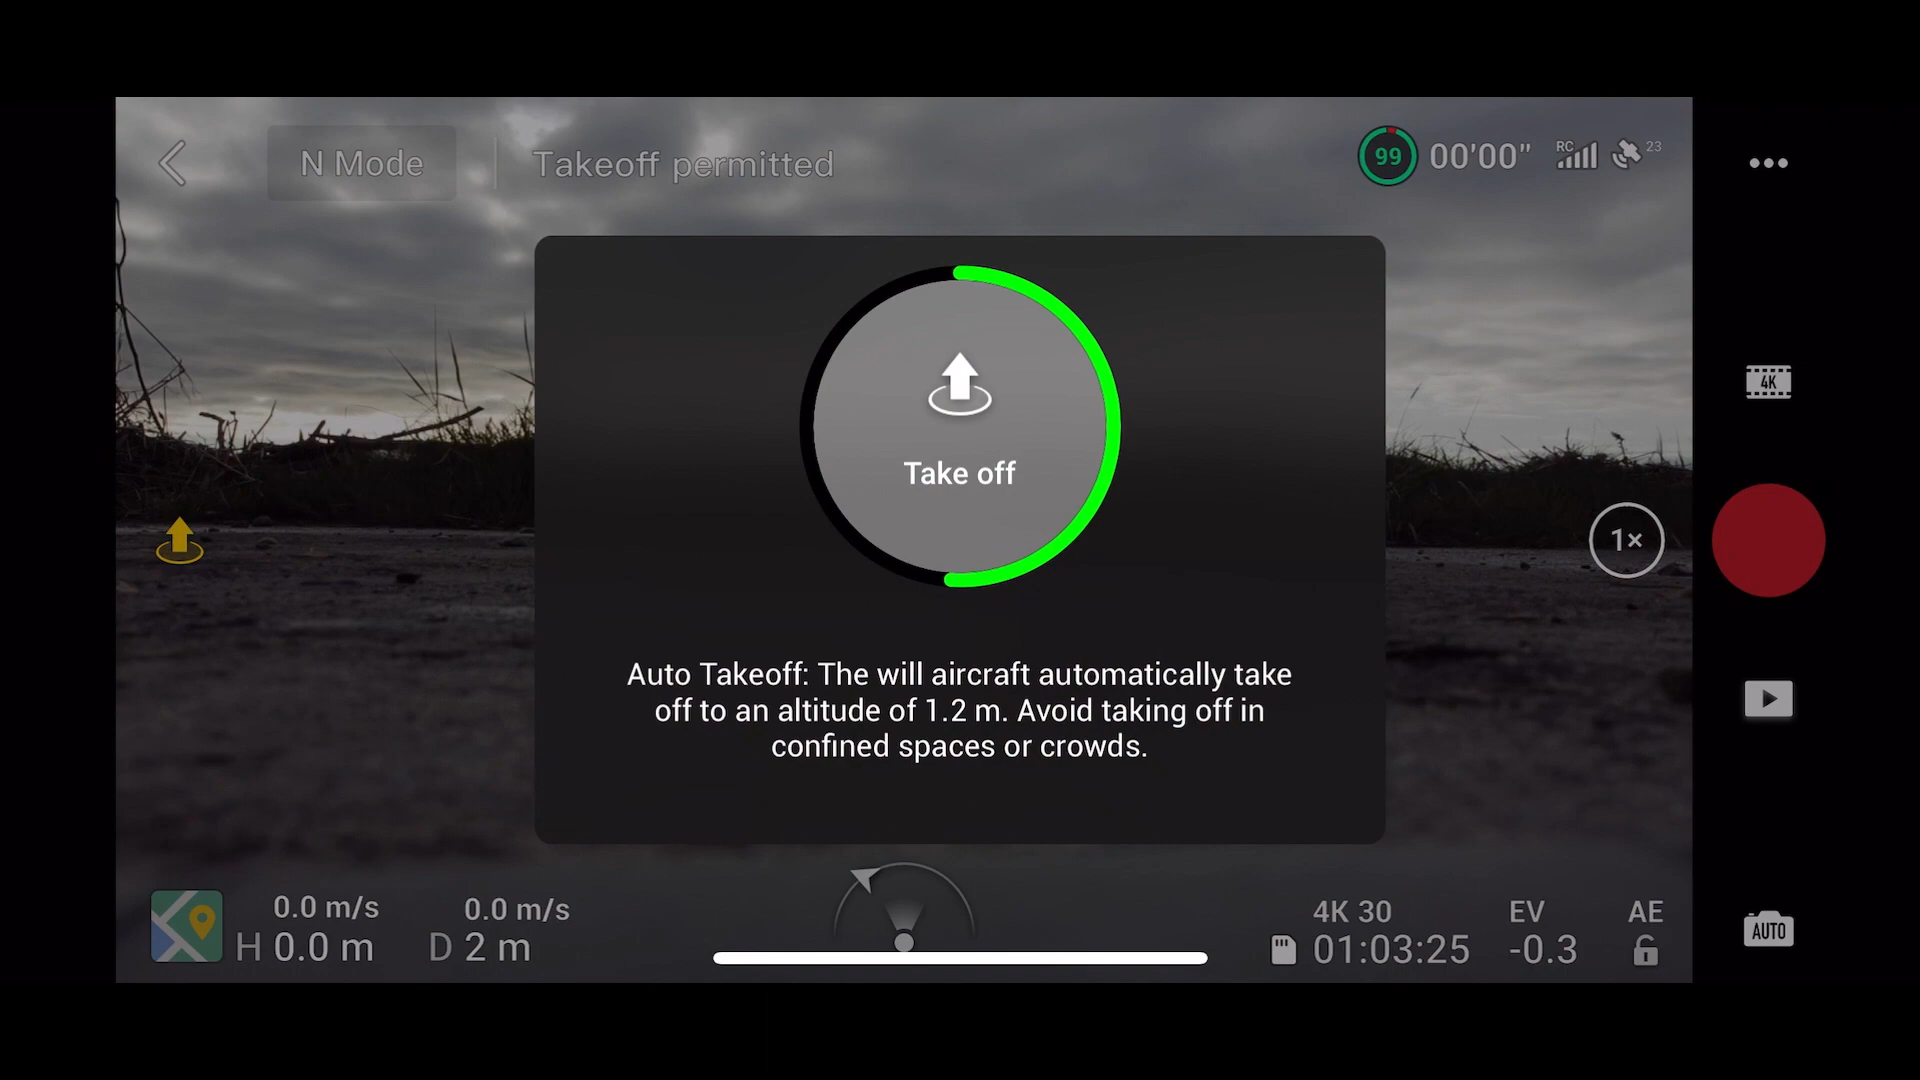 N Mode
Takeoff permitted
99
00'00"
RC
23
4K
Take off
1×
Auto Takeoff: The will aircraft automatically take
off to an altitude of 1.2 m. Avoid taking off in
confined spaces or crowds.
0.0 m/s
0.0 m/s
H 0.0 m
D 2 m
4K 30
01:03:25
EV
-0.3
AE
AUTO